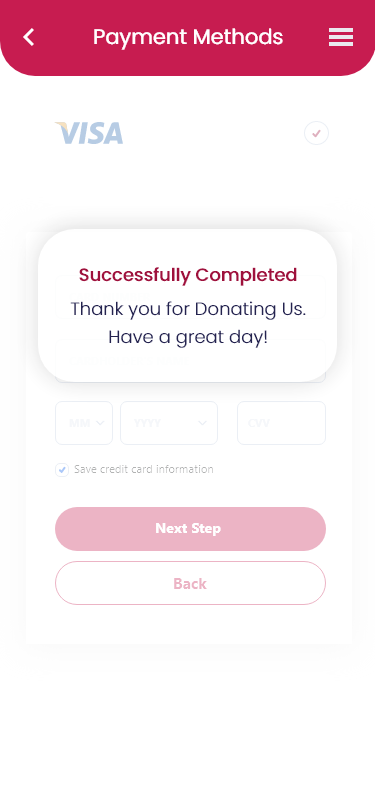 Payment Methods
VISA
Successfully Completed
Thank you for Donating Us.
Have a great day!
MM
YYYY
CVV
Save credit card information
Next Step
Back